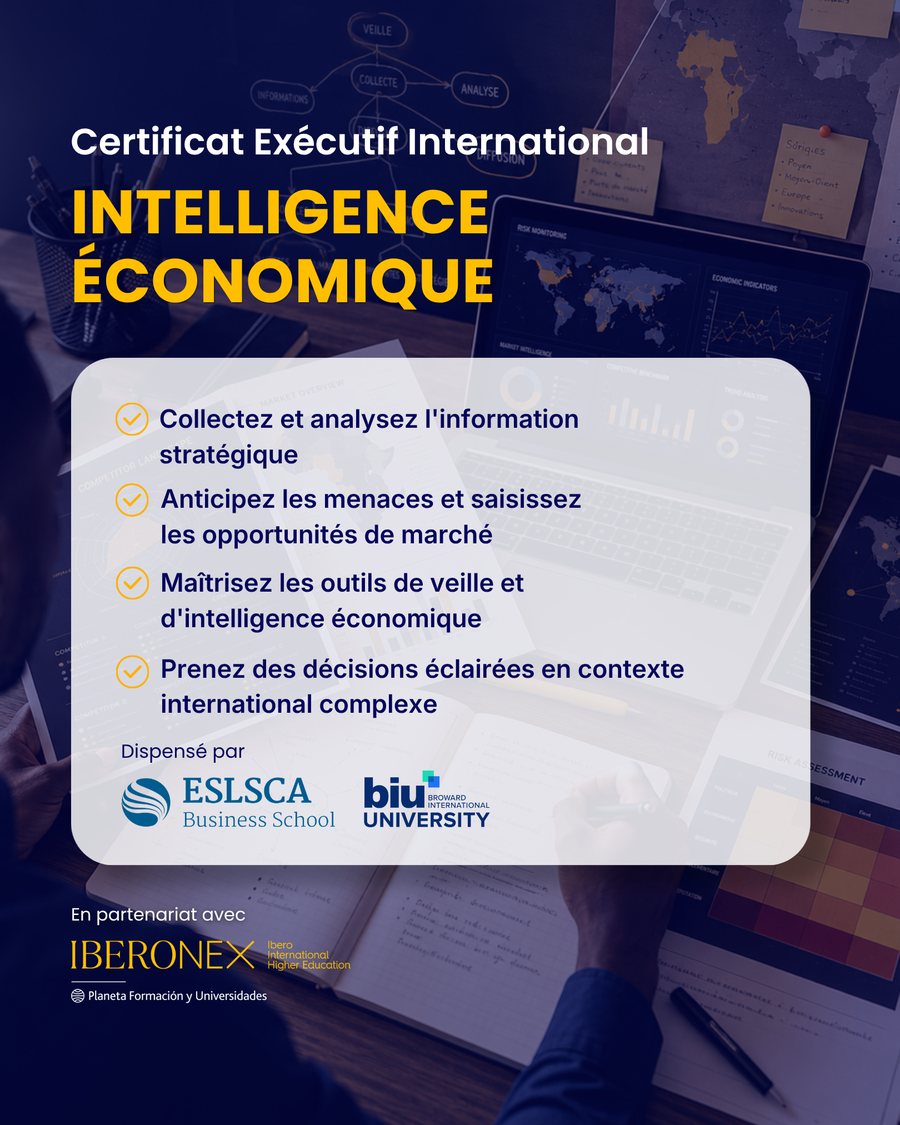 VEILLE
COLLECTE
INFORMATIONS
ANALYSE
DIFFUSION
Certificat Exécutif International
INTELLIGENCE
ÉCONOMIQUE
Europe
Innovations
RISK MONITORING
ECONOMIC INDICATORS
MARKET INTELLIGENCE
Collectez et analysez l'information
stratégique
Anticipez les menaces et saisissez
les opportunités de marché
Maîtrisez les outils de veille et
d'intelligence économique
Prenez des décisions éclairées en contexte
international complexe
Dispensé par
ESLSCA
Business School
biu BROWARD
INTERNATIONAL
UNIVERSITY
RISK ASSESSMENT
En partenariat avec
IBERONEX
Ibero
International
Higher Education
Planeta Formación y Universidades